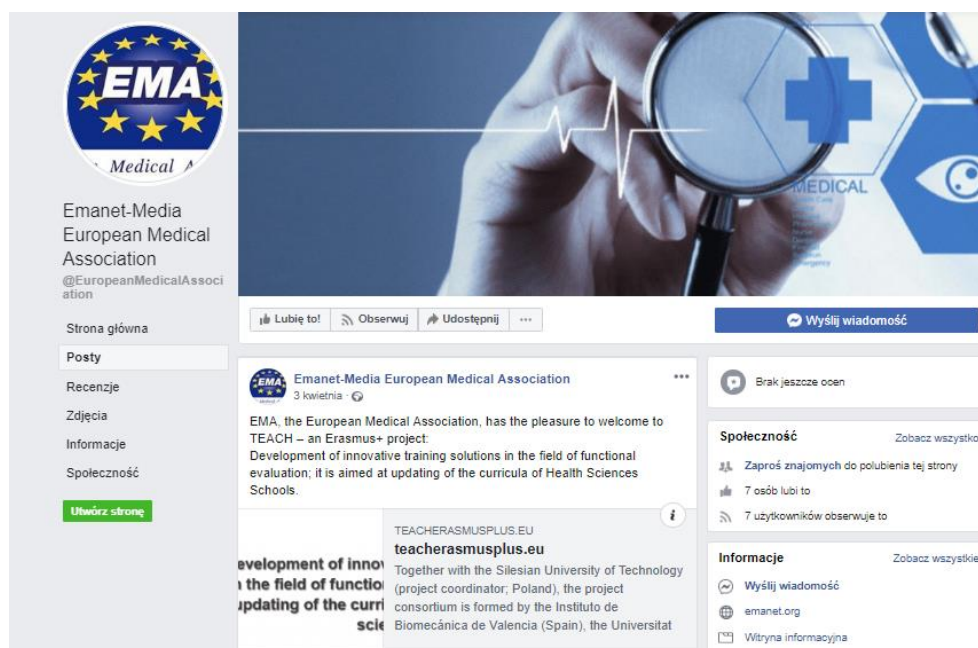 EMA
Medical A
Emanet-Media
European Medical
Association
@EuropeanMedicalAssoci
ation
Strona główna
Posty
Recenzje
Zdjęcia
Informacje
Społeczność
Utwórz stronę
MEDICAL
Lubię to! Obserwuj Udostępnij ...
Wyślij wiadomość
EMA
Emanet-Media European Medical Association
3 kwietnia
EMA, the European Medical Association, has the pleasure to welcome to
TEACH – an Erasmus+ project:
Development of innovative training solutions in the field of functional
evaluation; it is aimed at updating of the curricula of Health Sciences
Schools.
evelopment of innov
the field of functio
updating of the curri
scie
TEACHERASMUSPLUS.EU
teacherasmusplus.eu
Together with the Silesian University of Technology
(project coordinator; Poland), the project
consortium is formed by the Instituto de
Biomecánica de Valencia (Spain), the Universitat
Brak jeszcze ocen
Społeczność Zobacz wszystko
Zaproś znajomych do polubienia tej strony
7 osób lubi to
7 użytkowników obserwuje to
Informacje Zobacz wszystkie
Wyślij wiadomość
emanet.org
Witryna informacyjna